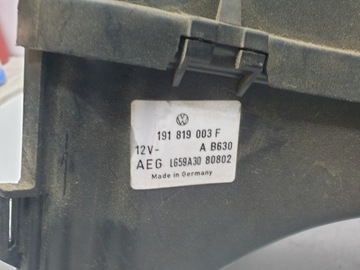 191 819 003 F
12V- A B630
AEG L659A30 80802
Made in Germany